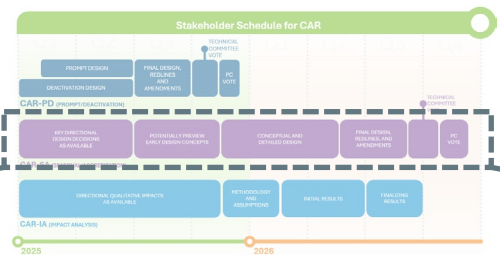 Stakeholder Schedule for CAR
TECHNICAL
COMMITTEE
VOTE
PROMPT DESIGN
DEACTIVATION DESIGN
FINAL DESIGN,
REDLINES
AND
AMENDMENTS
PC
VOTE
CAR-PD (PROMPT/DEACTIVATION)
TECHNICAL
COMMITTEE
KEY DIRECTIONAL
DESIGN DECISIONS
AS AVAILABLE
POTENTIALLY PREVIEW
EARLY DESIGN CONCEPTS
CONCEPTUAL AND
DETAILED DESIGN
FINAL DESIGN,
REDLINES, AND
AMENDMENTS
PC
VOTE
DIRECTIONAL QUALITATIVE IMPACTS
AS AVAILABLE
METHODOLOGY
AND
ASSUMPTIONS
INITIAL RESULTS
FINALIZING
RESULTS
CAR-IA (IMPACT ANALYSIS)
2025
2026